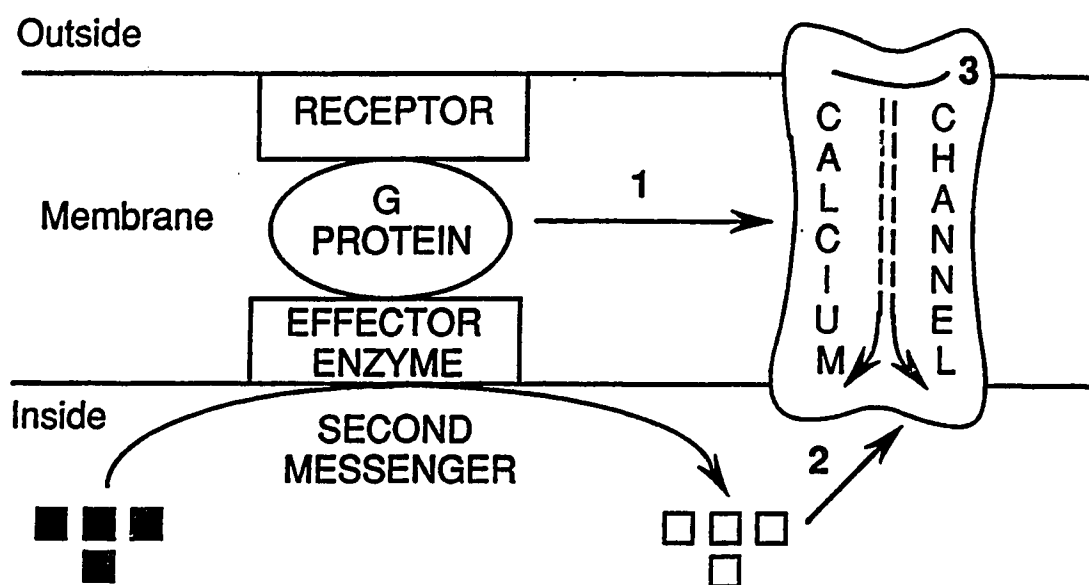 Outside
RECEPTOR
G
PROTEIN
Membrane
EFFECTOR
ENZYME
Inside
SECOND
MESSENGER
1
2
3
CALCIUM
CHANNEL